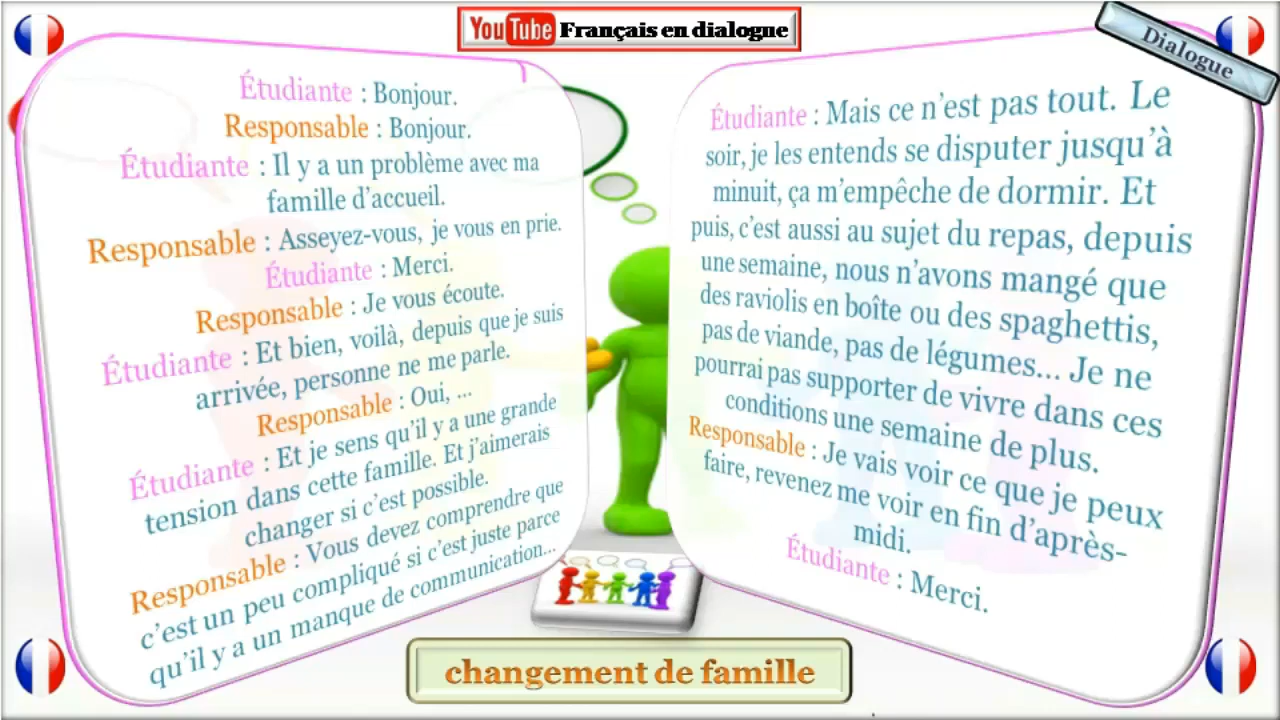 YouTube Français en dialogue
Dialogue
Étudiante : Bonjour.
Responsable : Bonjour.
Étudiante : Il y a un problème avec ma
famille d'accueil.
Responsable : Asseyez-vous, je vous en prie.
Étudiante : Merci.
Responsable : Je vous écoute.
Étudiante : Et bien, voilà, depuis que je suis
arrivée, personne ne me parle.
Responsable : Oui, ...
Étudiante : Et je sens qu'il y a une grande
tension dans cette famille. Et j'aimerais
changer si c'est possible.
Responsable : Vous devez comprendre que
c'est un peu compliqué si c'est juste parce
qu'il y a un manque de communication...
Étudiante : Mais ce n'est pas tout. Le
soir, je les entends se disputer jusqu'à
minuit, ça m'empêche de dormir. Et
puis, c'est aussi au sujet du repas, depuis
une semaine, nous n'avons mangé que
des raviolis en boîte ou des spaghettis,
pas de viande, pas de légumes... Je ne
pourrai pas supporter de vivre dans ces
conditions une semaine de plus.
Responsable : Je vais voir ce que je peux
faire, revenez me voir en fin d'après-
midi.
Étudiante : Merci.
changement de famille